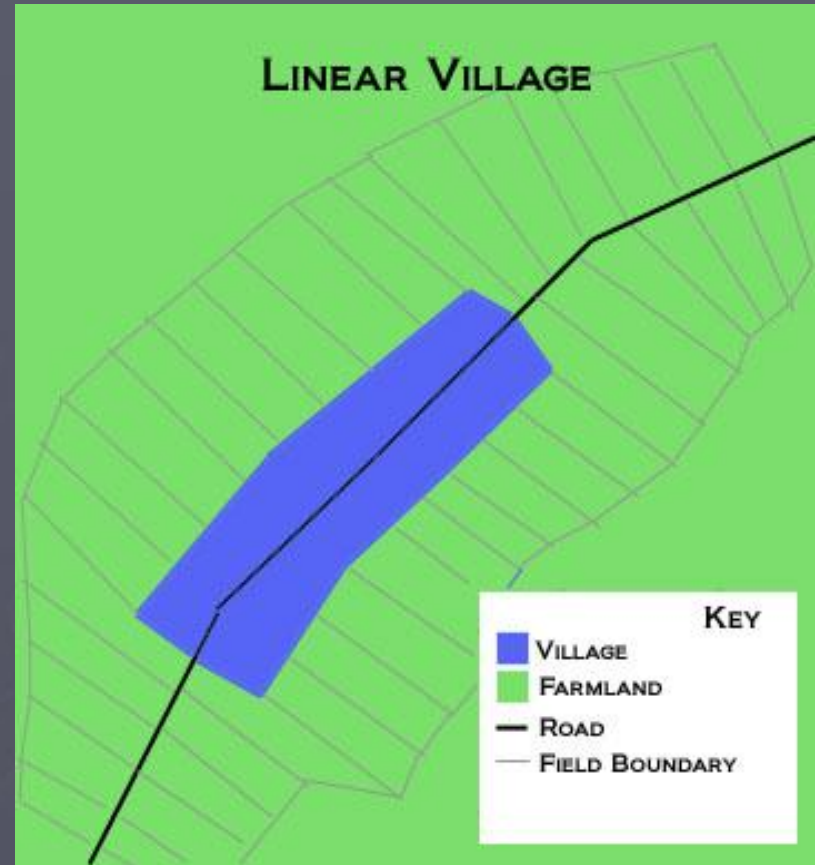 Linear Village
Key
Village
Farmland
Road
Field Boundary